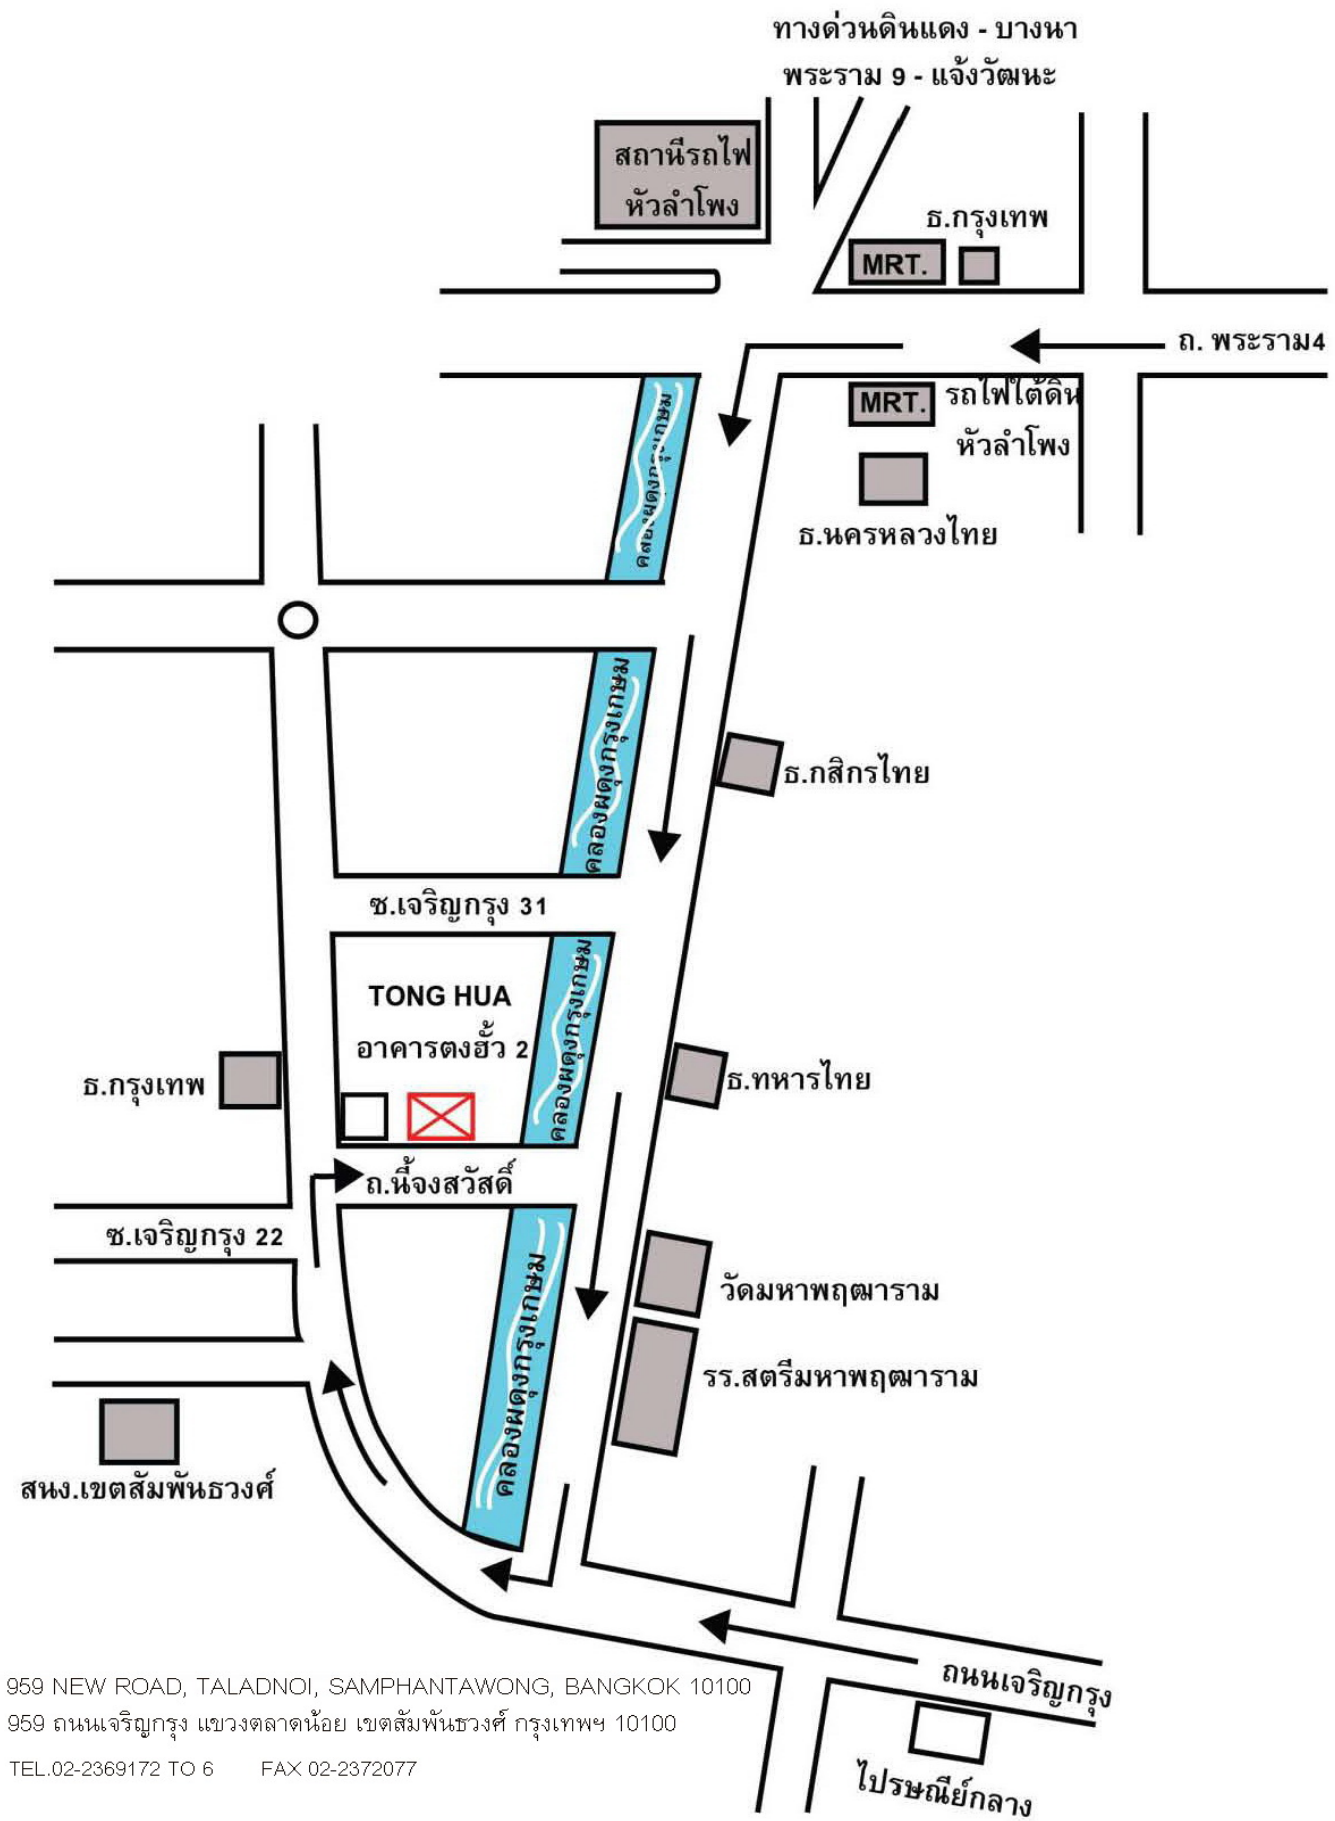 ทางด่วนดินแดง - บางนา
พระราม 9 - แจ้งวัฒนะ
สถานีรถไฟ
หัวลำโพง
ธ.กรุงเทพ
MRT.
ถ. พระราม4
MRT.
รถไฟใต้ดิน
หัวลำโพง
คลองผดุงกรุงเกษม
ธ.นครหลวงไทย
คลองผดุงกรุงเกษม
ธ.กสิกรไทย
ซ.เจริญกรุง 31
TONG HUA
อาคารตงฮั้ว 2
คลองผดุงกรุงเกษม
ธ.กรุงเทพ
ธ.ทหารไทย
ถ.นี้จงสวัสดิ์
ซ.เจริญกรุง 22
วัดมหาพฤฒาราม
คลองผดุงกรุงเกษม
รร.สตรีมหาพฤฒาราม
สนง.เขตสัมพันธวงศ์
ถนนเจริญกรุง
ไปรษณีย์กลาง
959 NEW ROAD, TALADNOI, SAMPHANTAWONG, BANGKOK 10100
959 ถนนเจริญกรุง แขวงตลาดน้อย เขตสัมพันธวงศ์ กรุงเทพฯ 10100
TEL.02-2369172 TO 6 FAX 02-2372077